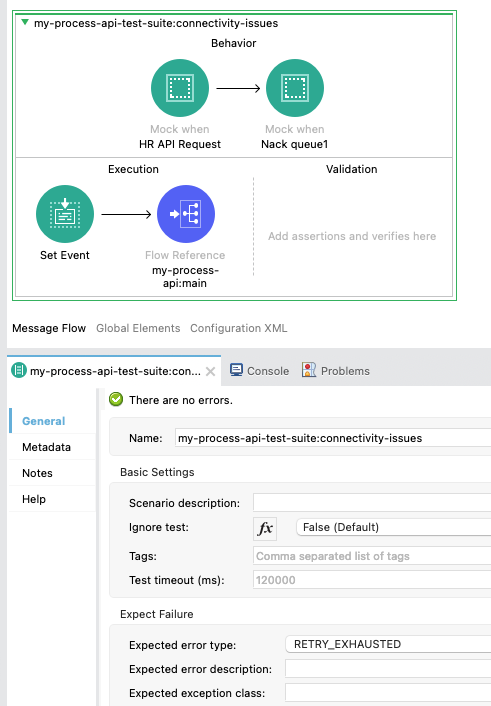 my-process-api-test-suite:connectivity-issues
Behavior
Mock when
HR API Request
Mock when
Nack queue1
Execution
Validation
Set Event
Flow Reference
my-process-
api:main
Add assertions and verifies here
Message Flow Global Elements Configuration XML
my-process-api-test-suite:con... Console Problems
There are no errors.
General
Metadata
Notes
Help
Name: my-process-api-test-suite:connectivity-issues
Basic Settings
Scenario description:
Ignore test: fx False (Default)
Tags: Comma separated list of tags
Test timeout (ms): 120000
Expect Failure
Expected error type: RETRY_EXHAUSTED
Expected error description:
Expected exception class: